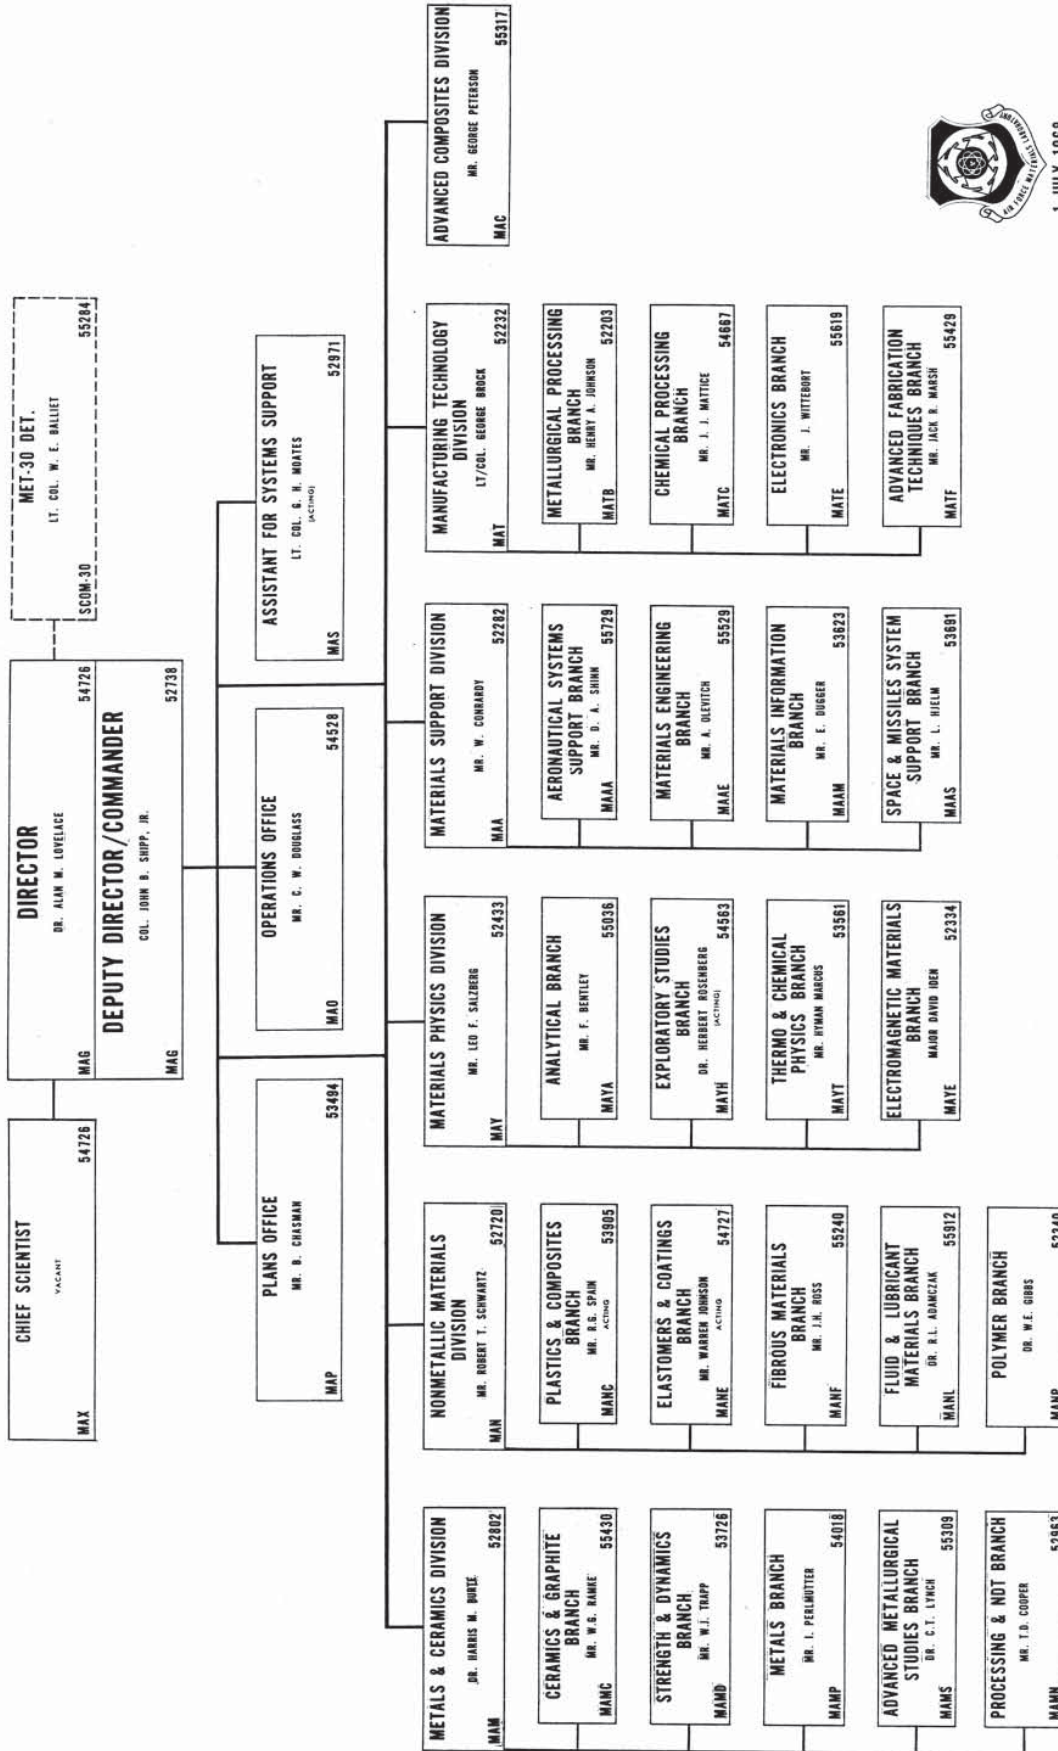 CHIEF SCIENTIST
VACANT
MAX 54726
DIRECTOR
DR. ALAN M. LOVELACE
MAG 54726
DEPUTY DIRECTOR/COMMANDER
COL. JOHN B. SHIPP, JR.
MAG 52738
MET-30 DET.
LT. COL. W. E. BALLIET
SCOM-30 55284
PLANS OFFICE
MR. B. CHASMAN
MAP 53494
OPERATIONS OFFICE
MR. C. W. DOUGLASS
MAO 54528
ASSISTANT FOR SYSTEMS SUPPORT
LT. COL. G. H. MOATES
(ACTING)
MAS 52971
METALS & CERAMICS DIVISION
DR. HARRIS M. BURTE
MAM 52802
CERAMICS & GRAPHITE
BRANCH
MR. W.G. RAMKE
MAMC 55430
STRENGTH & DYNAMICS
BRANCH
MR. W.J. TRAPP
MAMD 53726
METALS BRANCH
MR. I. PERLMUTTER
MAMP 54018
ADVANCED METALLURGICAL
STUDIES BRANCH
DR. C.T. LYNCH
MAMS 55309
PROCESSING & NDT BRANCH
MR. T.D. COOPER
MAMN
NONMETALLIC MATERIALS
DIVISION
MR. ROBERT T. SCHWARTZ
MAN 52720
PLASTICS & COMPOSITES
BRANCH
MR. R.G. SPAIN
ACTING
MANC 53905
ELASTOMERS & COATINGS
BRANCH
MR. WARREN JOHNSON
ACTING
MANE 54727
FIBROUS MATERIALS
BRANCH
MR. J.H. ROSS
MANF 55240
FLUID & LUBRICANT
MATERIALS BRANCH
DR. R.L. ADAMCZAK
MANL 55912
POLYMER BRANCH
DR. W.E. GIBBS
MATERIALS PHYSICS DIVISION
MR. LEO F. SALZBERG
MAY 52433
ANALYTICAL BRANCH
MR. F. BENTLEY
MAYA 55036
EXPLORATORY STUDIES
BRANCH
DR. HERBERT ROSENBERG
(ACTING)
MAYH 54563
THERMO & CHEMICAL
PHYSICS BRANCH
MR. HYMAN MARCUS
MAYT 53561
ELECTROMAGNETIC MATERIALS
BRANCH
MAJOR DAVID IDEN
MAYE 52334
MATERIALS SUPPORT DIVISION
MR. W. CONRARDY
MAA 52282
AERONAUTICAL SYSTEMS
SUPPORT BRANCH
MR. D. A. SHINN
MAAA 55729
MATERIALS ENGINEERING
BRANCH
MR. A. OLEVITCH
MAAE 55529
MATERIALS INFORMATION
BRANCH
MR. E. DUGGER
MAAM 53623
SPACE & MISSILES SYSTEM
SUPPORT BRANCH
MR. L. HJELM
MAAS 53691
MANUFACTURING TECHNOLOGY
DIVISION
LT/COL. GEORGE BROCK
MAT 52232
METALLURGICAL PROCESSING
BRANCH
MR. HENRY A. JOHNSON
MATB 52203
CHEMICAL PROCESSING
BRANCH
MR. J. J. MATTICE
MATC 54667
ELECTRONICS BRANCH
MR. J. WITTEBORT
MATE 55619
ADVANCED FABRICATION
TECHNIQUES BRANCH
MR. JACK R. MARSH
MATF 55429
ADVANCED COMPOSITES DIVISION
MR. GEORGE PETERSON
MAC 55317
AIR FORCE MATERIALS LABORATORY
1 JULY